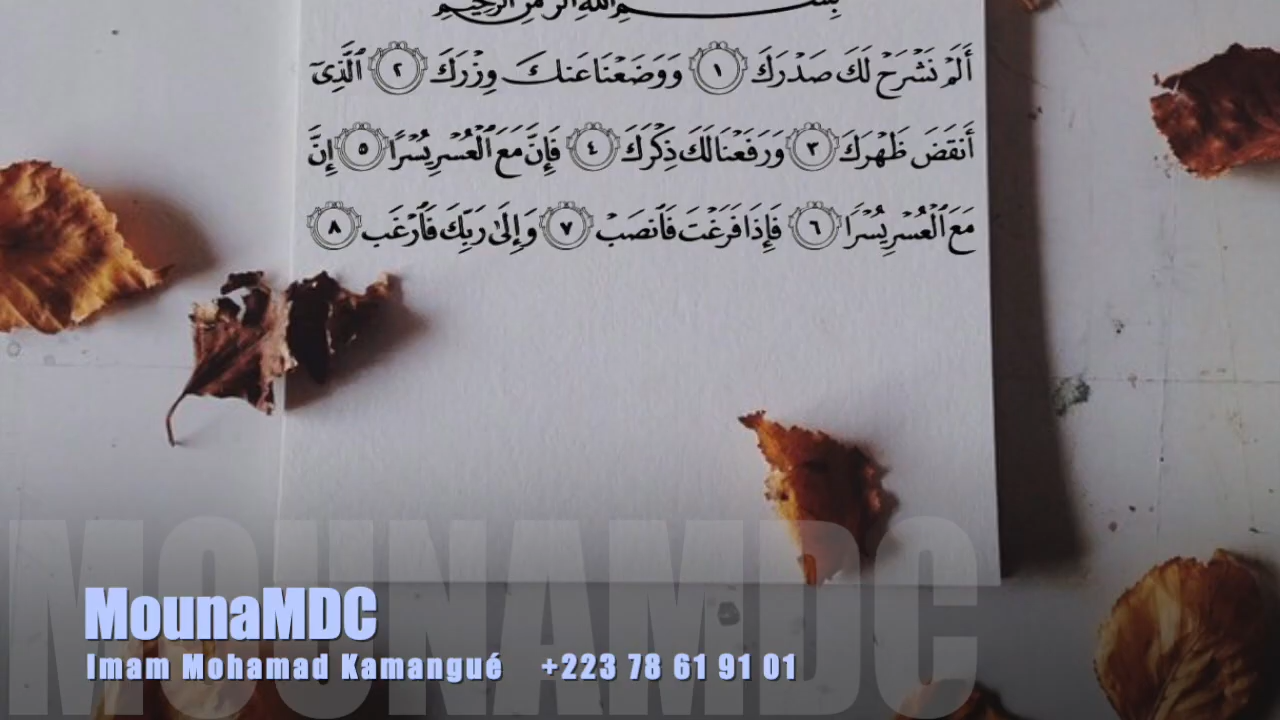 بِسْمِ ٱللَّهِ ٱلرَّحْمَٰنِ ٱلرَّحِيمِ
أَلَمْ نَشْرَحْ لَكَ صَدْرَكَ ١ وَوَضَعْنَا عَنكَ وِزْرَكَ ٢ ٱلَّذِىٓ
أَنقَضَ ظَهْرَكَ ٣ وَرَفَعْنَا لَكَ ذِكْرَكَ ٤ فَإِنَّ مَعَ ٱلْعُسْرِ يُسْرًا ٥ إِنَّ
مَعَ ٱلْعُسْرِ يُسْرًا ٦ فَإِذَا فَرَغْتَ فَٱنصَبْ ٧ وَإِلَىٰ رَبِّكَ فَٱرْغَب ٨
MOUNAMDC
MounaMDC
Imam Mohamad Kamangué +223 78 61 91 01